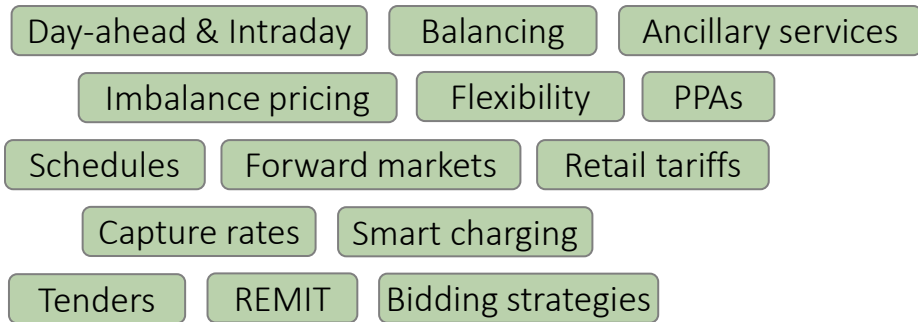 Day-ahead & Intraday Balancing Ancillary services
Imbalance pricing Flexibility PPAs
Schedules Forward markets Retail tariffs
Capture rates Smart charging
Tenders REMIT Bidding strategies